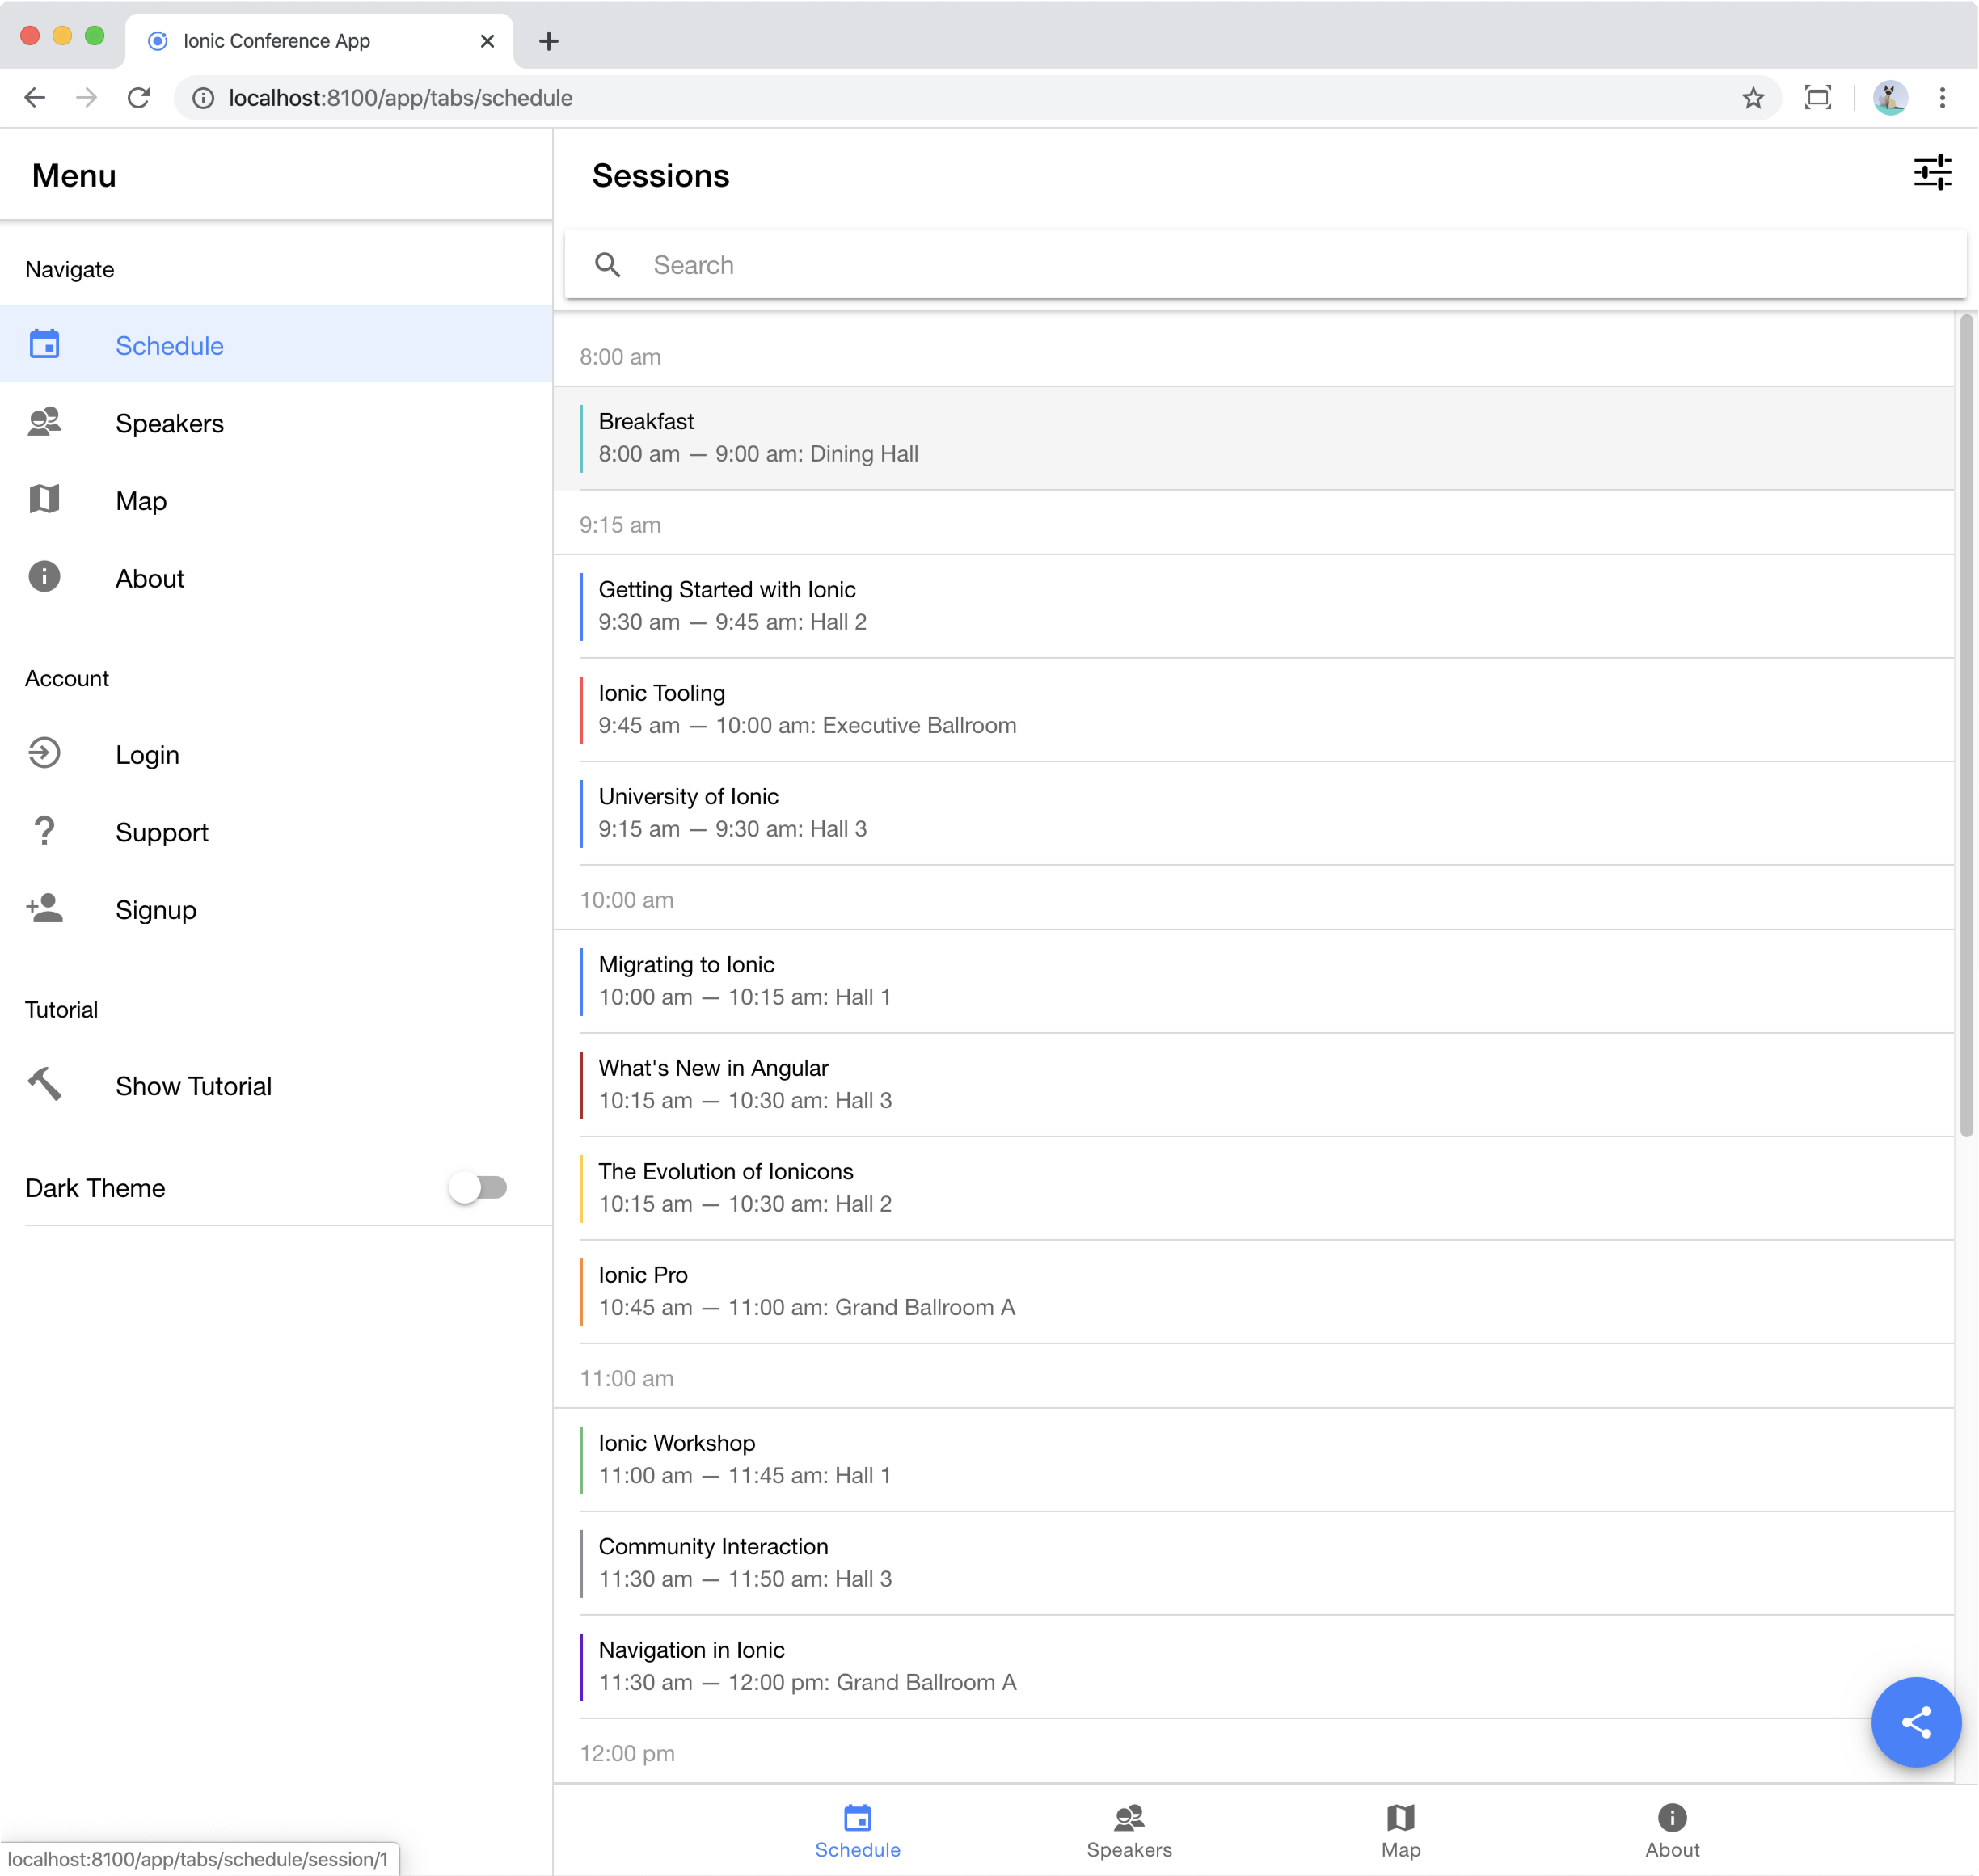 Ionic Conference App
localhost:8100/app/tabs/schedule
Menu
Navigate
Schedule
Speakers
Map
About
Account
Login
Support
Signup
Tutorial
Show Tutorial
Dark Theme
Sessions
Search
8:00 am
Breakfast
8:00 am — 9:00 am: Dining Hall
9:15 am
Getting Started with Ionic
9:30 am — 9:45 am: Hall 2
Ionic Tooling
9:45 am — 10:00 am: Executive Ballroom
University of Ionic
9:15 am — 9:30 am: Hall 3
10:00 am
Migrating to Ionic
10:00 am — 10:15 am: Hall 1
What's New in Angular
10:15 am — 10:30 am: Hall 3
The Evolution of Ionicons
10:15 am — 10:30 am: Hall 2
Ionic Pro
10:45 am — 11:00 am: Grand Ballroom A
11:00 am
Ionic Workshop
11:00 am — 11:45 am: Hall 1
Community Interaction
11:30 am — 11:50 am: Hall 3
Navigation in Ionic
11:30 am — 12:00 pm: Grand Ballroom A
12:00 pm
Schedule
Speakers
Map
About
localhost:8100/app/tabs/schedule/session/1